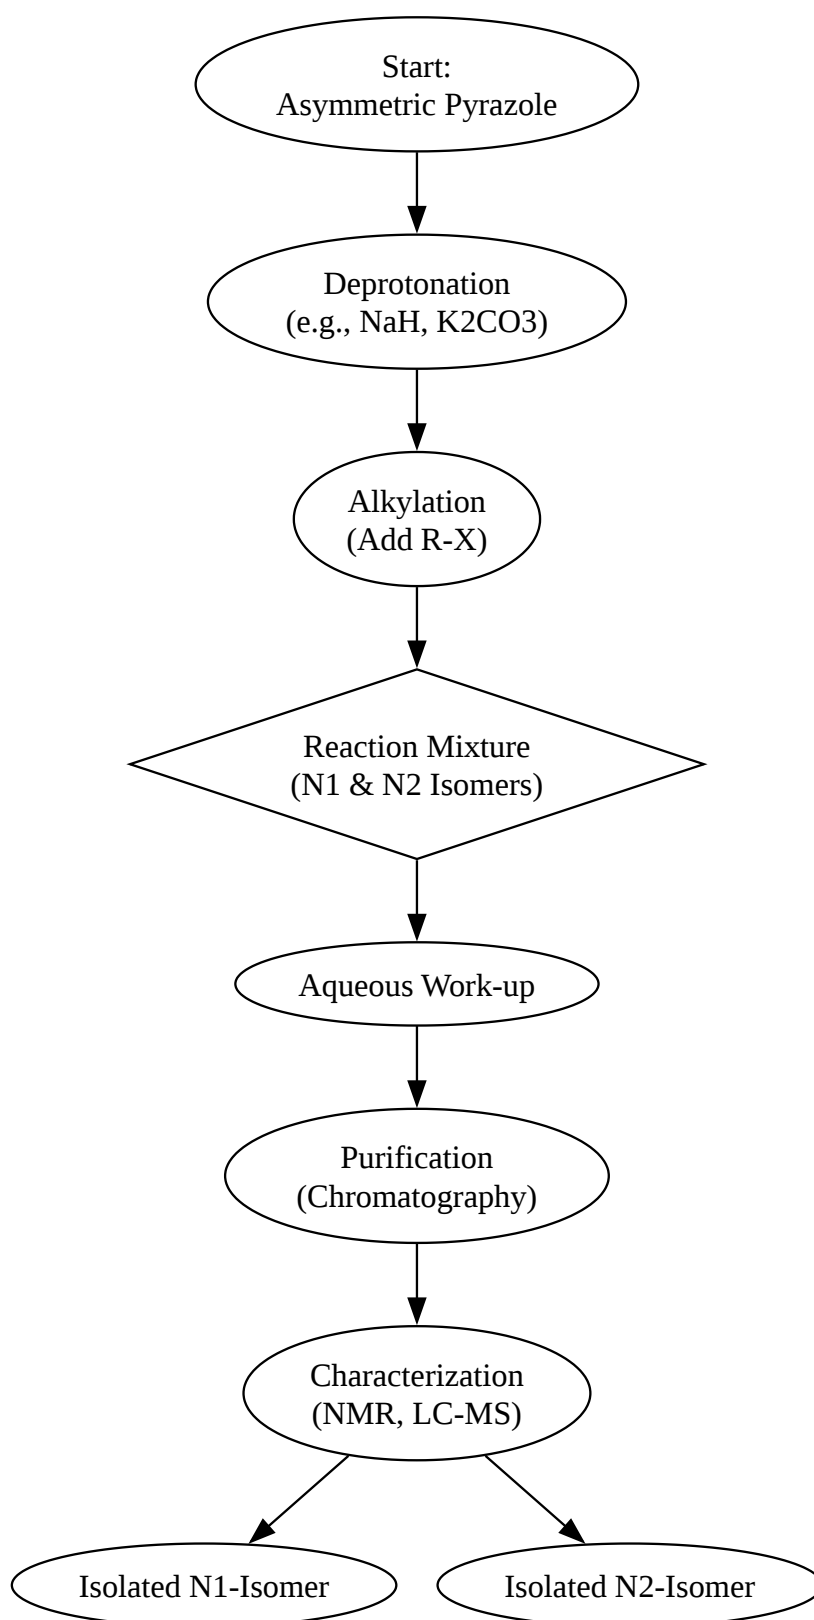 Start:
Asymmetric Pyrazole
Deprotonation
(e.g., NaH, K2CO3)
Alkylation
(Add R-X)
Reaction Mixture
(N1 & N2 Isomers)
Aqueous Work-up
Purification
(Chromatography)
Characterization
(NMR, LC-MS)
Isolated N1-Isomer
Isolated N2-Isomer